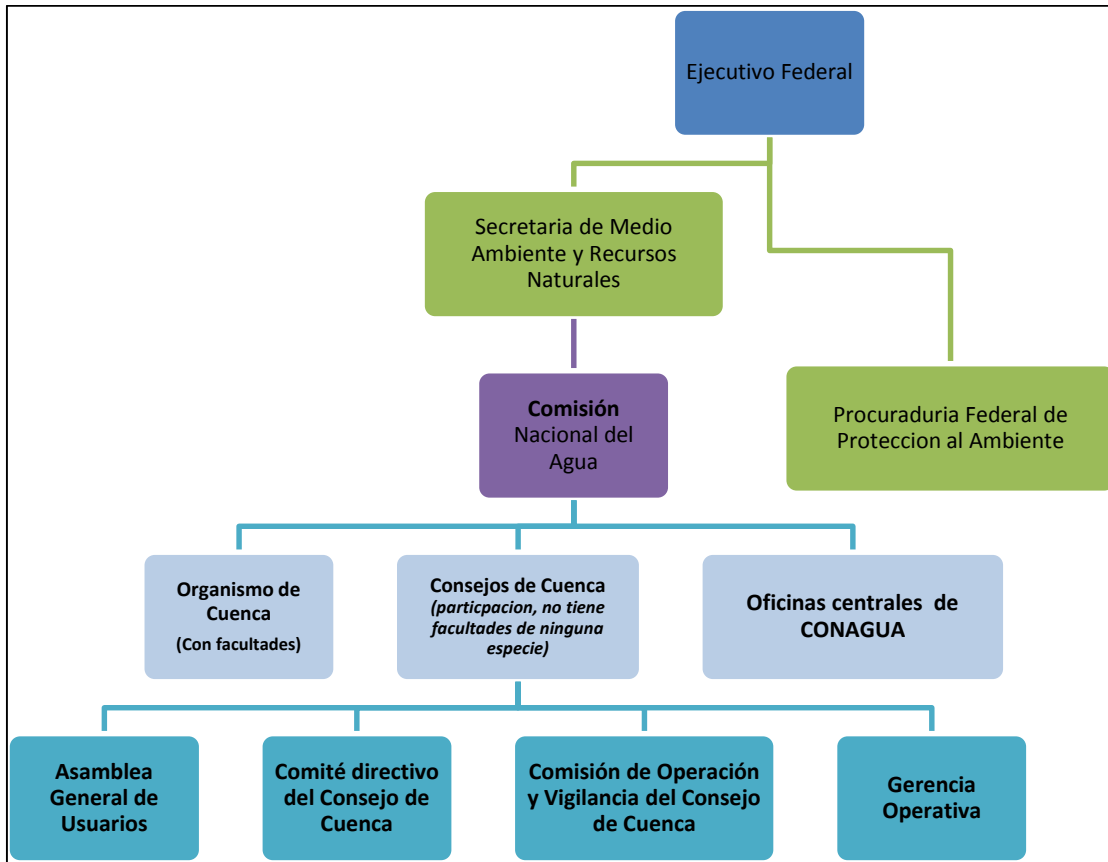 Ejecutivo Federal
Secretaria de Medio
Ambiente y Recursos
Naturales
Comisión
Nacional del
Agua
Procuraduria Federal de
Proteccion al Ambiente
Organismo de
Cuenca
(Con facultades)
Consejos de Cuenca
(particpacion, no tiene
facultades de ninguna
especie)
Oficinas centrales de
CONAGUA
Asamblea
General de
Usuarios
Comité directivo
del Consejo de
Cuenca
Comisión de Operación
y Vigilancia del Consejo
de Cuenca
Gerencia
Operativa